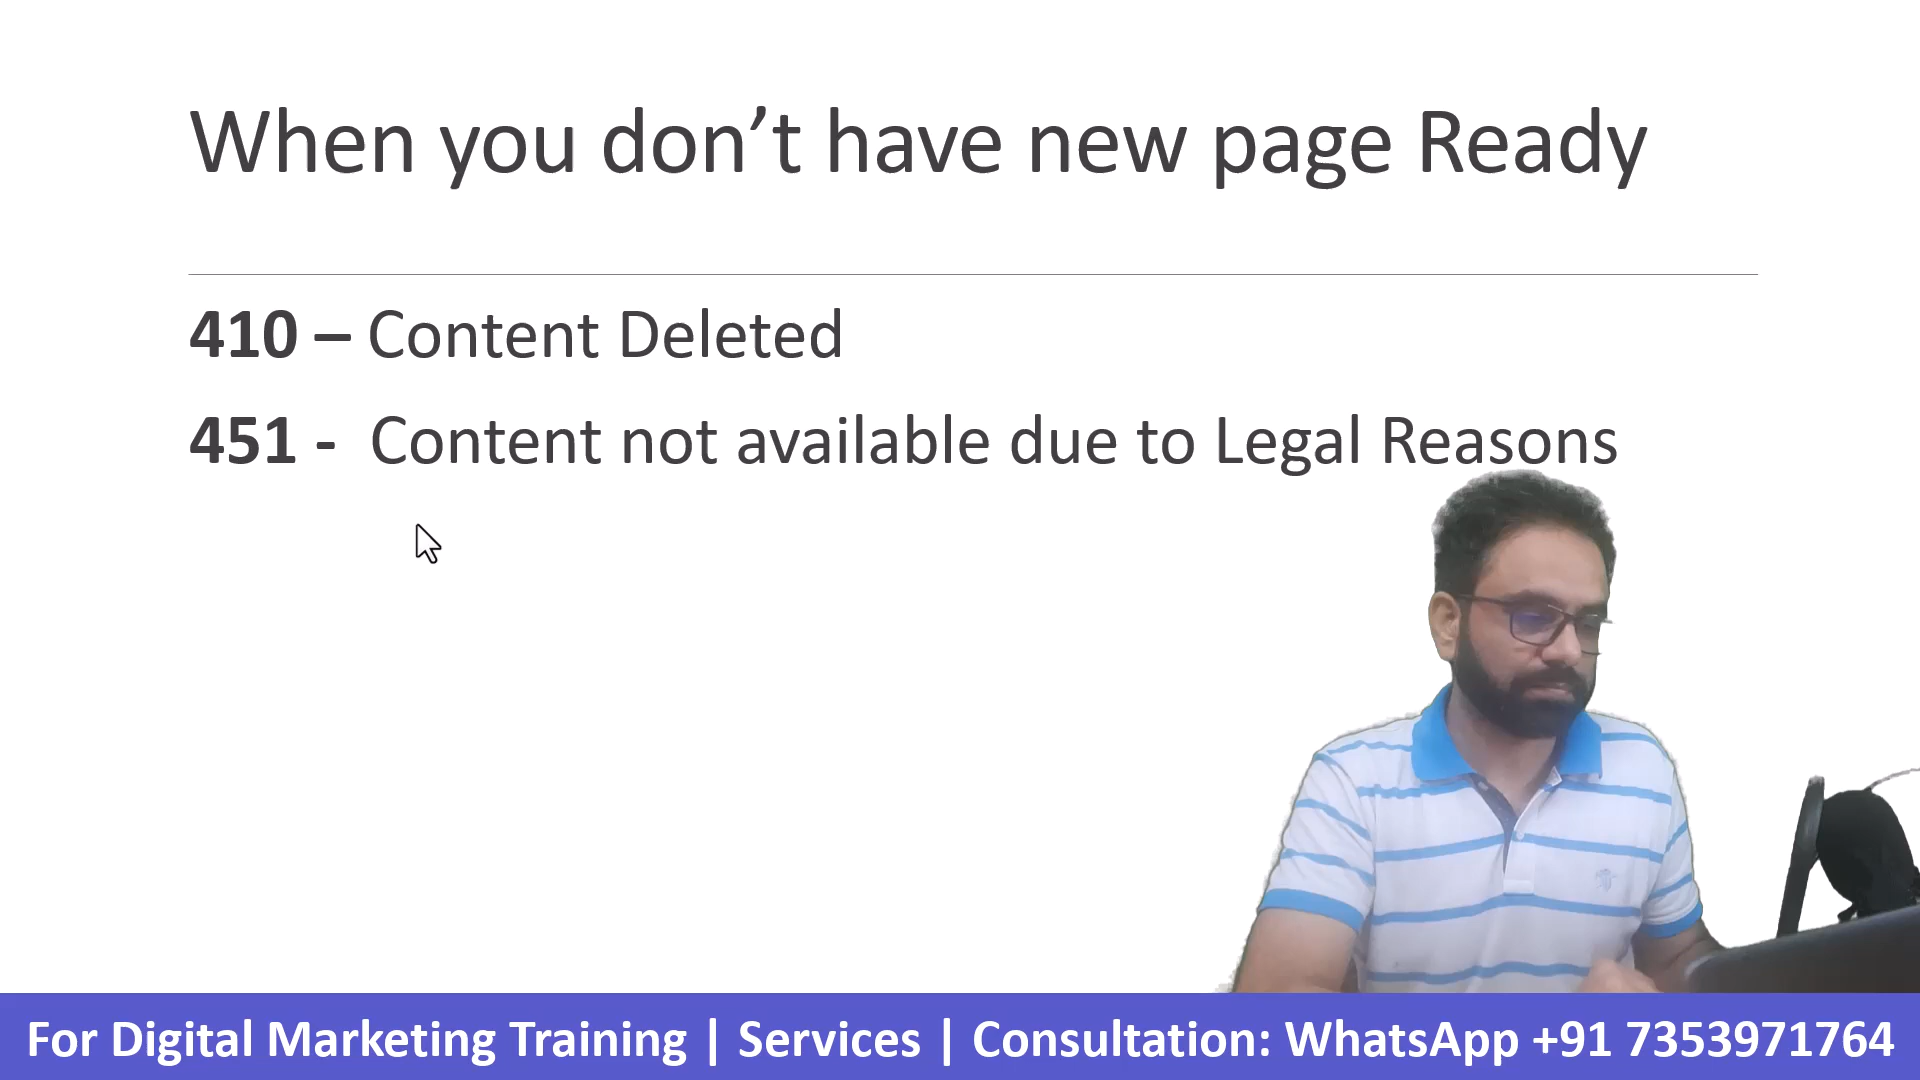 When you don’t have new page Ready
410 – Content Deleted
451 - Content not available due to Legal Reasons
For Digital Marketing Training | Services | Consultation: WhatsApp +91 7353971764